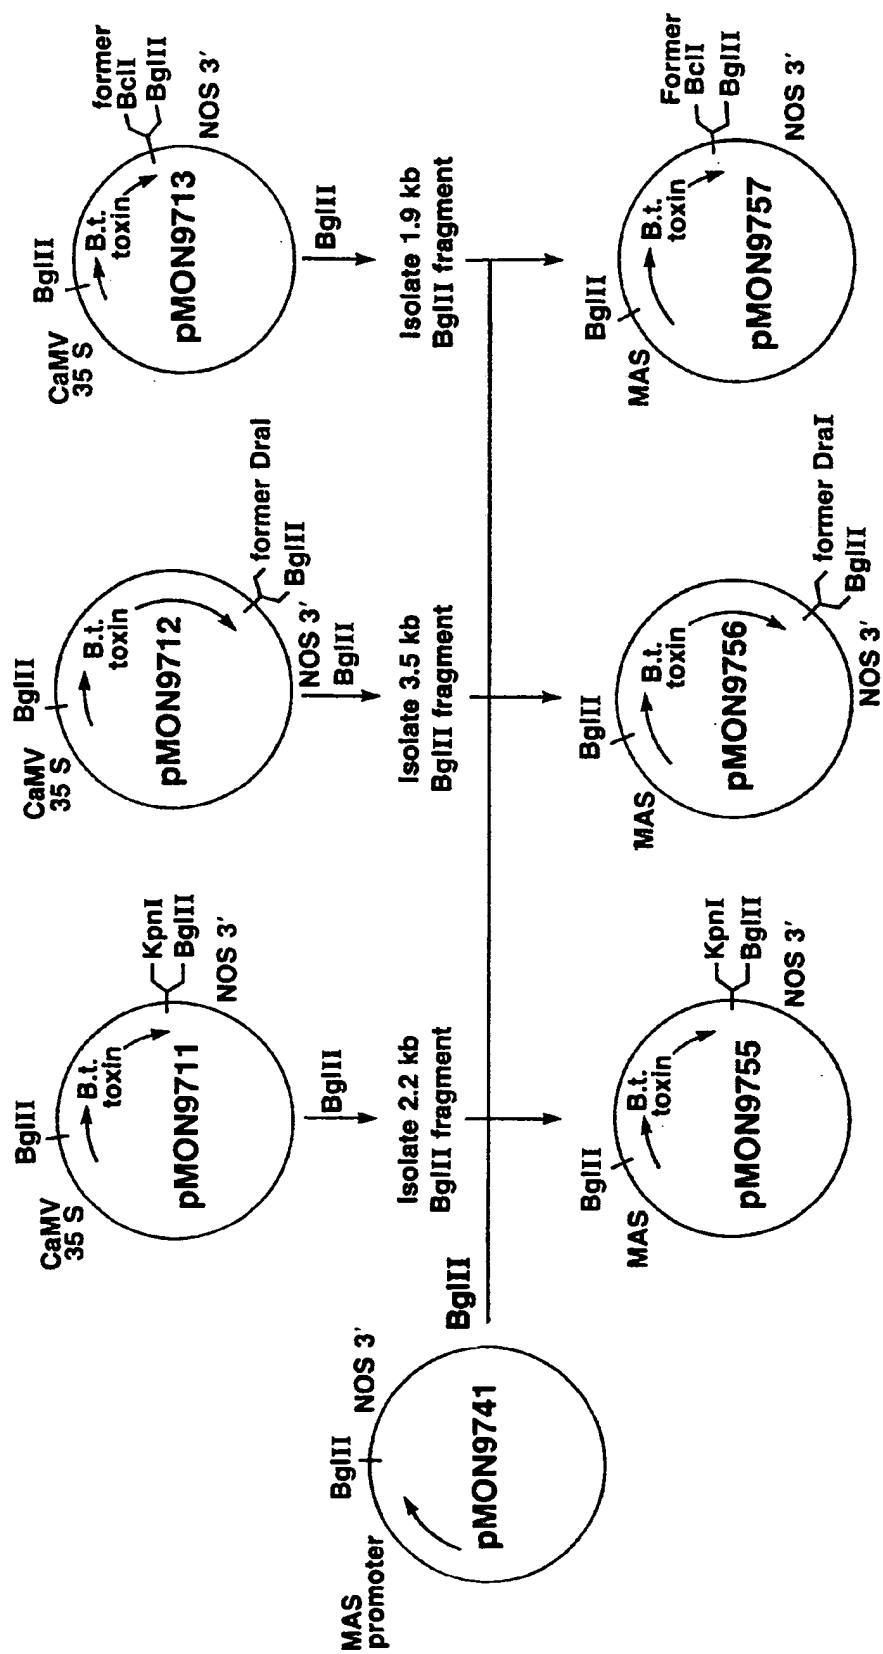 BglII
CaMV
35 S
B.t.
toxin
KpnI
BglII
NOS 3′
pMON9711
BglII
Isolate 2.2 kb
BglII fragment
BglII
CaMV
35 S
B.t.
toxin
former DraI
BglII
NOS 3′
pMON9712
BglII
Isolate 3.5 kb
BglII fragment
BglII
CaMV
35 S
B.t.
toxin
former
BclI
BglII
NOS 3′
pMON9713
BglII
Isolate 1.9 kb
BglII fragment
MAS
promoter
BglII
NOS 3′
pMON9741
BglII
BglII
MAS
B.t.
toxin
KpnI
BglII
NOS 3′
pMON9755
BglII
MAS
B.t.
toxin
former DraI
BglII
NOS 3′
pMON9756
BglII
MAS
B.t.
toxin
Former
BclI
BglII
NOS 3′
pMON9757